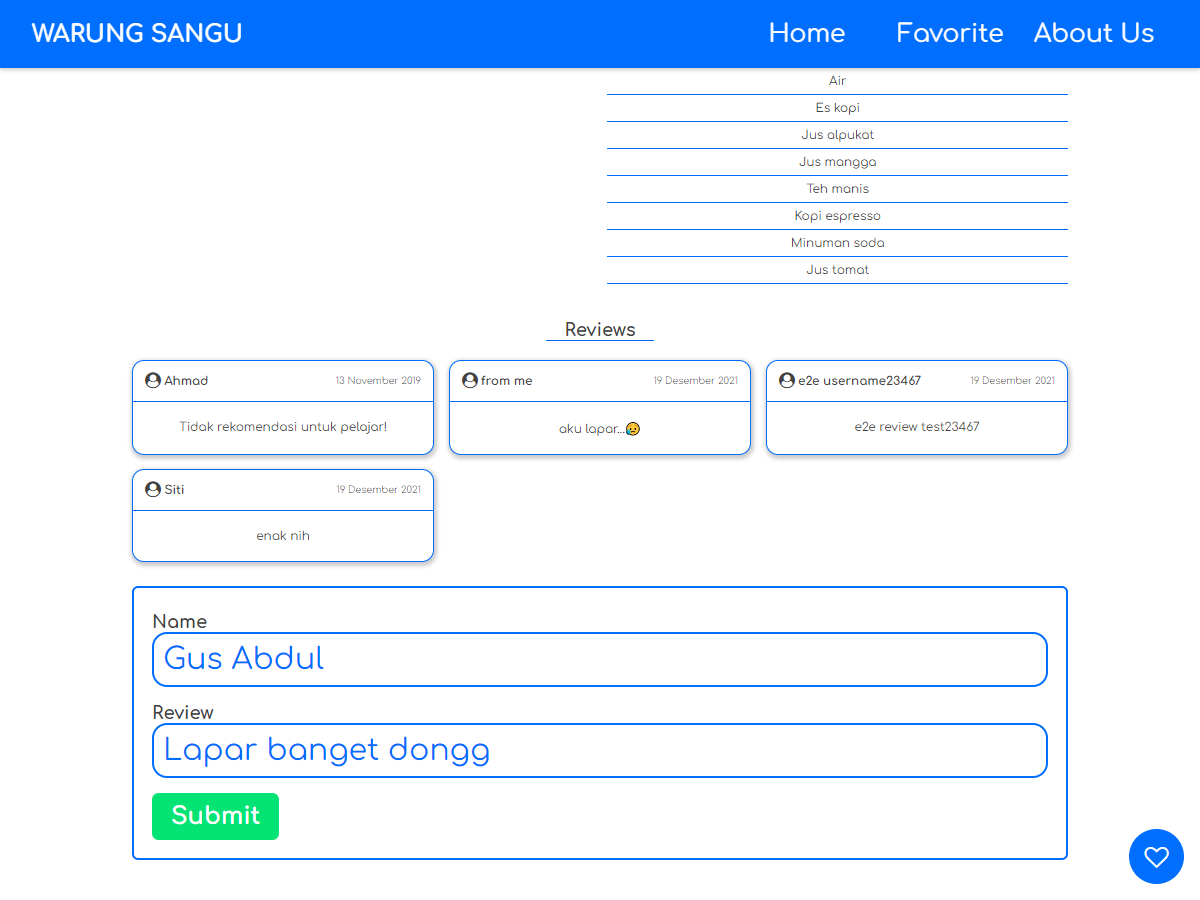 WARUNG SANGU
Home Favorite About Us
Air
Es kopi
Jus alpukat
Jus mangga
Teh manis
Kopi espresso
Minuman soda
Jus tomat
Reviews
Ahmad 13 November 2019
Tidak rekomendasi untuk pelajar!
from me 19 Desember 2021
aku lapar...😥
e2e username23467 19 Desember 2021
e2e review test23467
Siti 19 Desember 2021
enak nih
Name
Gus Abdul
Review
Lapar banget dongg
Submit